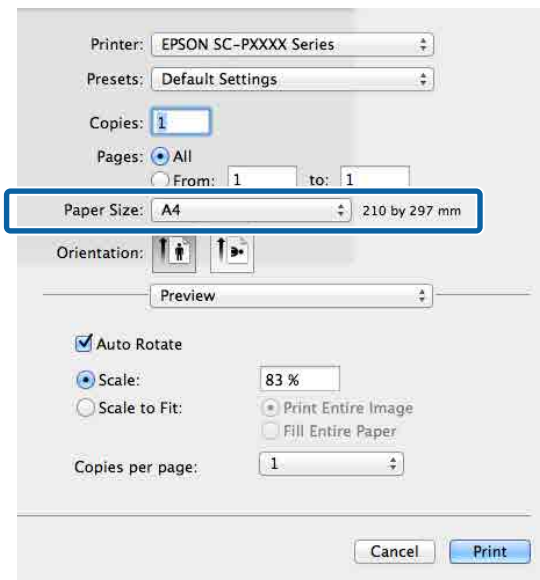 Printer: EPSON SC-PXXXX Series
Presets: Default Settings
Copies: 1
Pages: All
From: 1 to: 1
Paper Size: A4 210 by 297 mm
Orientation:
Preview
Auto Rotate
Scale: 83 %
Scale to Fit: Print Entire Image
Fill Entire Paper
Copies per page: 1
Cancel Print